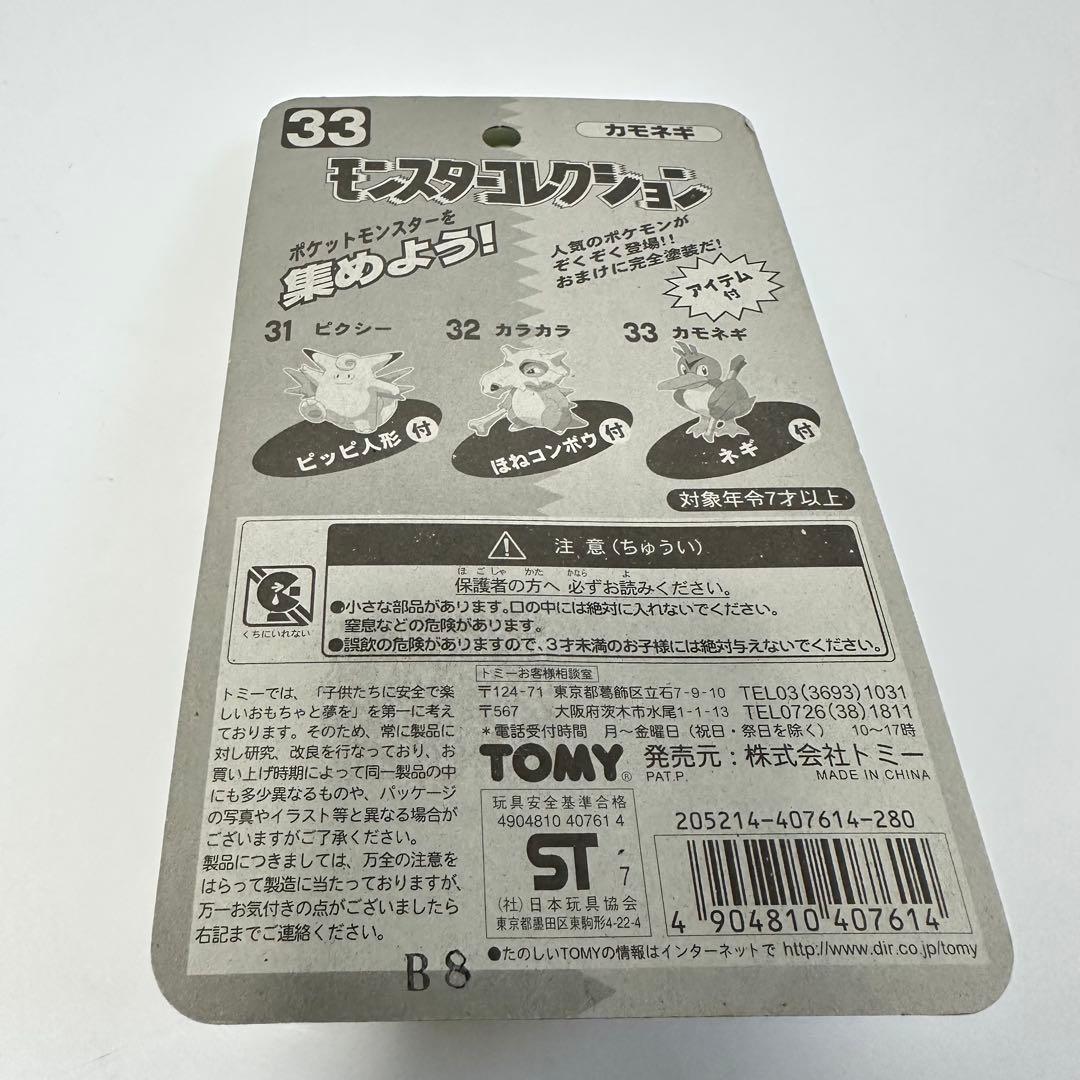 33
カモネギ
モンスターコレクション
ポケットモンスターを
集めよう!
人気のポケモンが
ぞくぞく登場!!
おまけに完全塗装だ!
アイテム
付
31 ピクシー
32 カラカラ
33 カモネギ
ピッピ人形 付
ほねコンボウ 付
ネギ 付
対象年令7才以上
注意(ちゅうい)
ほごしゃ かた かなら よ
保護者の方へ 必ずお読みください。
●小さな部品があります。口の中には絶対に入れないでください。
窒息などの危険があります。
●誤飲の危険がありますので、3才未満のお子様には絶対与えないでください。
くちにいれない
トミーでは、「子供たちに安全で楽
しいおもちゃと夢を」を第一に考え
ております。そのため、常に製品に
対し研究、改良を行なっており、お
買い上げ時期によって同一製品の中
にも多少異なるものや、パッケージ
の写真やイラスト等と異なる場合が
ございますがご了承ください。
製品につきましては、万全の注意を
はらって製造に当たっておりますが、
万一お気付きの点がございましたら
右記までご連絡ください。
トミーお客様相談室
〒124-71 東京都葛飾区立石7-9-10 TEL03(3693)1031
〒567 大阪府茨木市水尾1-1-13 TEL0726(38)1811
*電話受付時間 月〜金曜日(祝日・祭日を除く) 10〜17時
TOMY® 発売元:株式会社トミー
PAT.P. MADE IN CHINA
玩具安全基準合格
4904810 40761 4
ST 7
(社)日本玩具協会
東京都墨田区東駒形4-22-4
205214-407614-280
4 904810 407614
●たのしいTOMYの情報はインターネットで http://www.dir.co.jp/tomy
B8